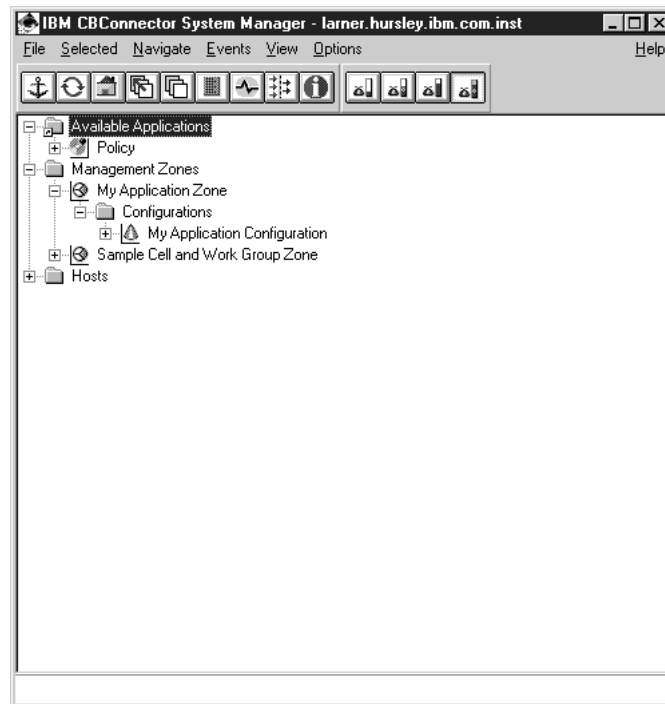 IBM CBConnector System Manager - larner.hursley.ibm.com.inst
File Selected Navigate Events View Options Help
Available Applications
Policy
Management Zones
My Application Zone
Configurations
My Application Configuration
Sample Cell and Work Group Zone
Hosts